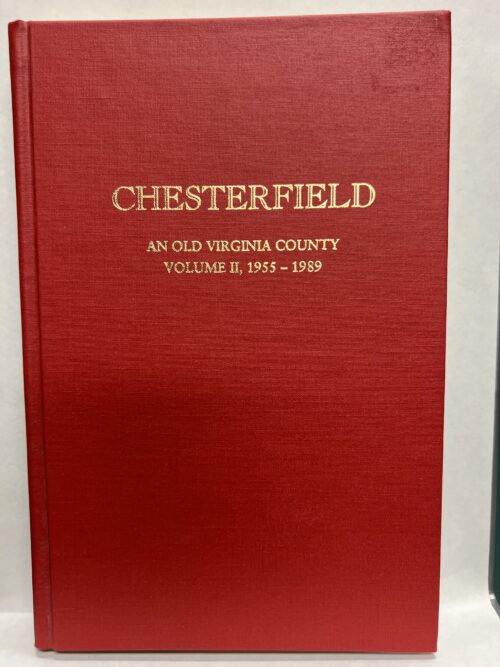 CHESTERFIELD
AN OLD VIRGINIA COUNTY
VOLUME II, 1955 – 1989